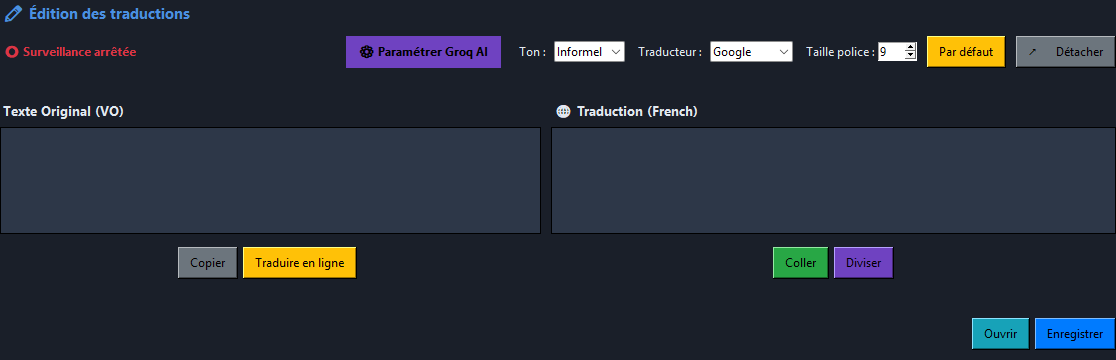 Édition des traductions
Surveillance arrêtée
Paramétrer Groq AI
Ton :
Informel
Traducteur :
Google
Taille police :
9
Par défaut
Détacher
Texte Original (VO)
Traduction (French)
Copier
Traduire en ligne
Coller
Diviser
Ouvrir
Enregistrer